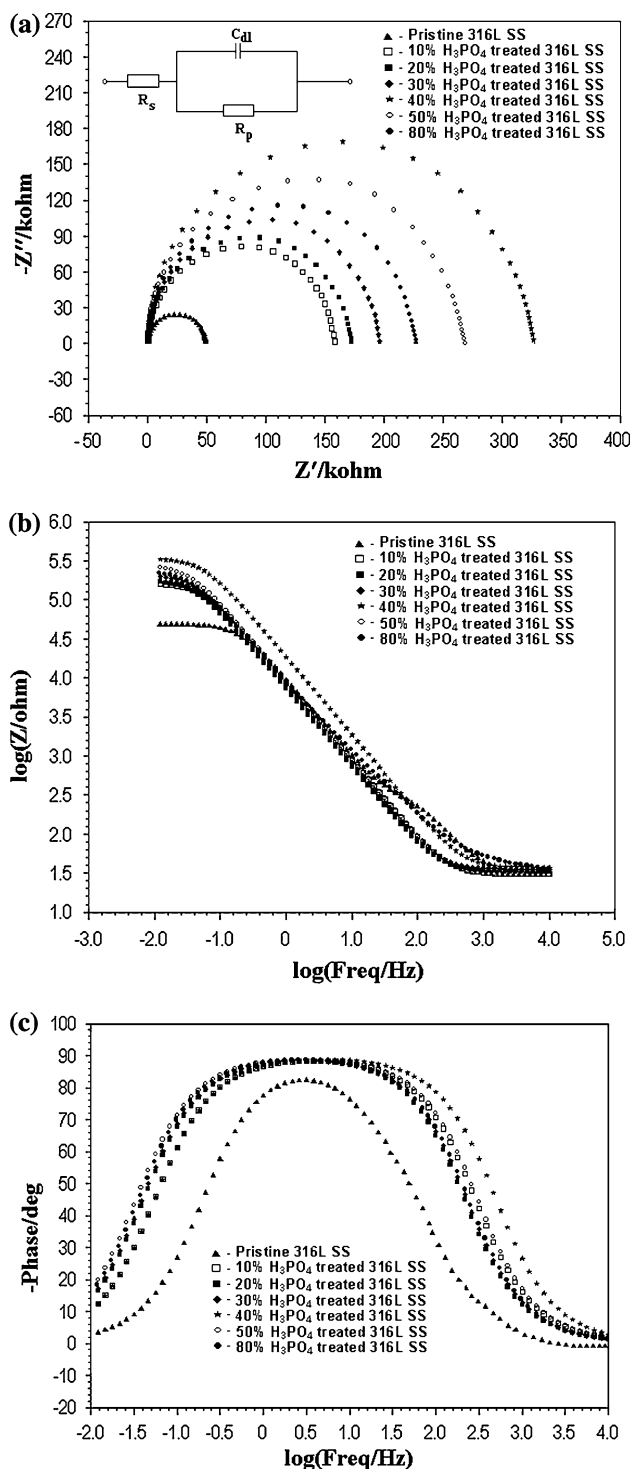 (a)
270
240
210
180
150
120
90
60
30
0
-30
-60
-Z''/kohm
Cdl
Rs
Rp
-Pristine 316L SS
- 10% H₃PO₄ treated 316L SS
- 20% H₃PO₄ treated 316L SS
- 30% H₃PO₄ treated 316L SS
- 40% H₃PO₄ treated 316L SS
- 50% H₃PO₄ treated 316L SS
- 80% H₃PO₄ treated 316L SS
-50 0 50 100 150 200 250 300 350 400
Z'/kohm
(b)
6.0
5.5
5.0
4.5
4.0
3.5
3.0
2.5
2.0
1.5
1.0
log(Z/ohm)
- Pristine 316L SS
- 10% H₃PO₄ treated 316L SS
- 20% H₃PO₄ treated 316L SS
- 30% H₃PO₄ treated 316L SS
- 40% H₃PO₄ treated 316L SS
- 50% H₃PO₄ treated 316L SS
- 80% H₃PO₄ treated 316L SS
-3.0 -2.0 -1.0 0 1.0 2.0 3.0 4.0 5.0
log(Freq/Hz)
(c)
100
90
80
70
60
50
40
30
20
10
0
-10
-20
-Phase/deg
- Pristine 316L SS
- 10% H₃PO₄ treated 316L SS
- 20% H₃PO₄ treated 316L SS
- 30% H₃PO₄ treated 316L SS
- 40% H₃PO₄ treated 316L SS
- 50% H₃PO₄ treated 316L SS
- 80% H₃PO₄ treated 316L SS
-2.0 -1.5 -1.0 -0.5 0 0.5 1.0 1.5 2.0 2.5 3.0 3.5 4.0
log(Freq/Hz)